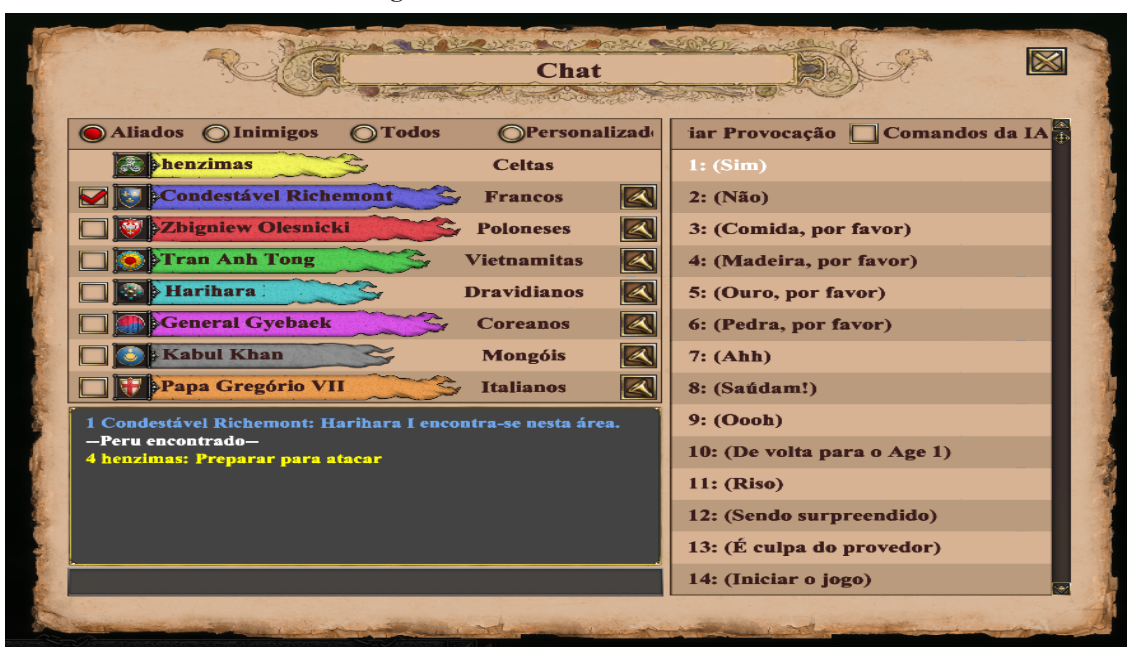 Chat
Aliados Inimigos Todos Personalizad
henzimas Celtas
Condestável Richemont Francos
Zbigniew Olesnicki Poloneses
Tran Anh Tong Vietnamitas
Harihara Dravidianos
General Gyebaek Coreanos
Kabul Khan Mongóis
Papa Gregório VII Italianos
1 Condestável Richemont: Harihara I encontra-se nesta área.
—Peru encontrado—
4 henzimas: Preparar para atacar
iar Provocação Comandos da IA
1: (Sim)
2: (Não)
3: (Comida, por favor)
4: (Madeira, por favor)
5: (Ouro, por favor)
6: (Pedra, por favor)
7: (Ahh)
8: (Saúdam!)
9: (Oooh)
10: (De volta para o Age 1)
11: (Riso)
12: (Sendo surpreendido)
13: (É culpa do provedor)
14: (Iniciar o jogo)